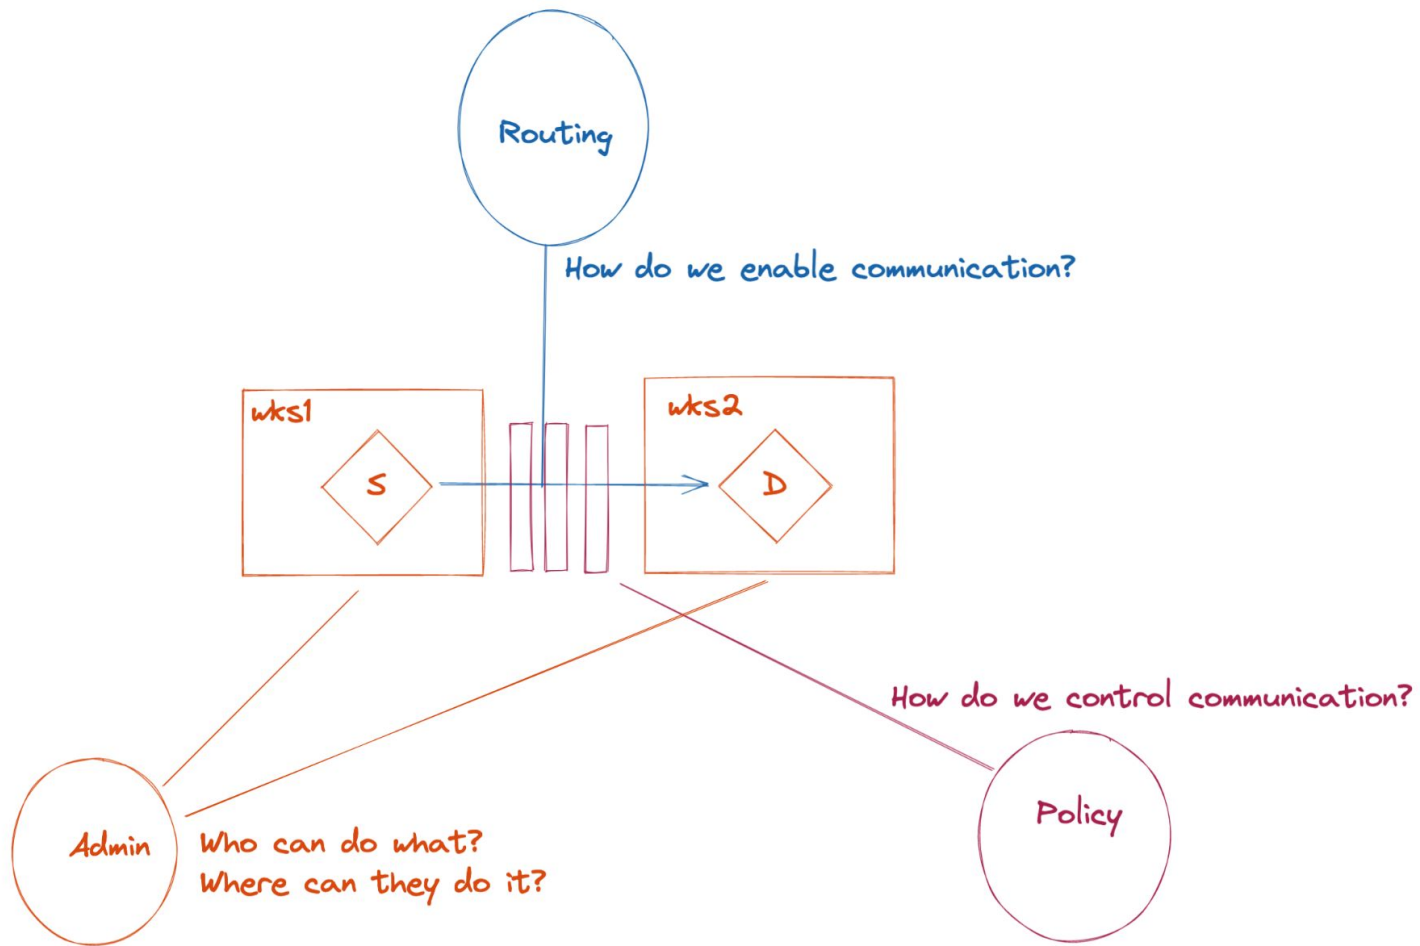 Routing
How do we enable communication?
wks1
wks2
S
D
How do we control communication?
Policy
Admin
Who can do what?
Where can they do it?